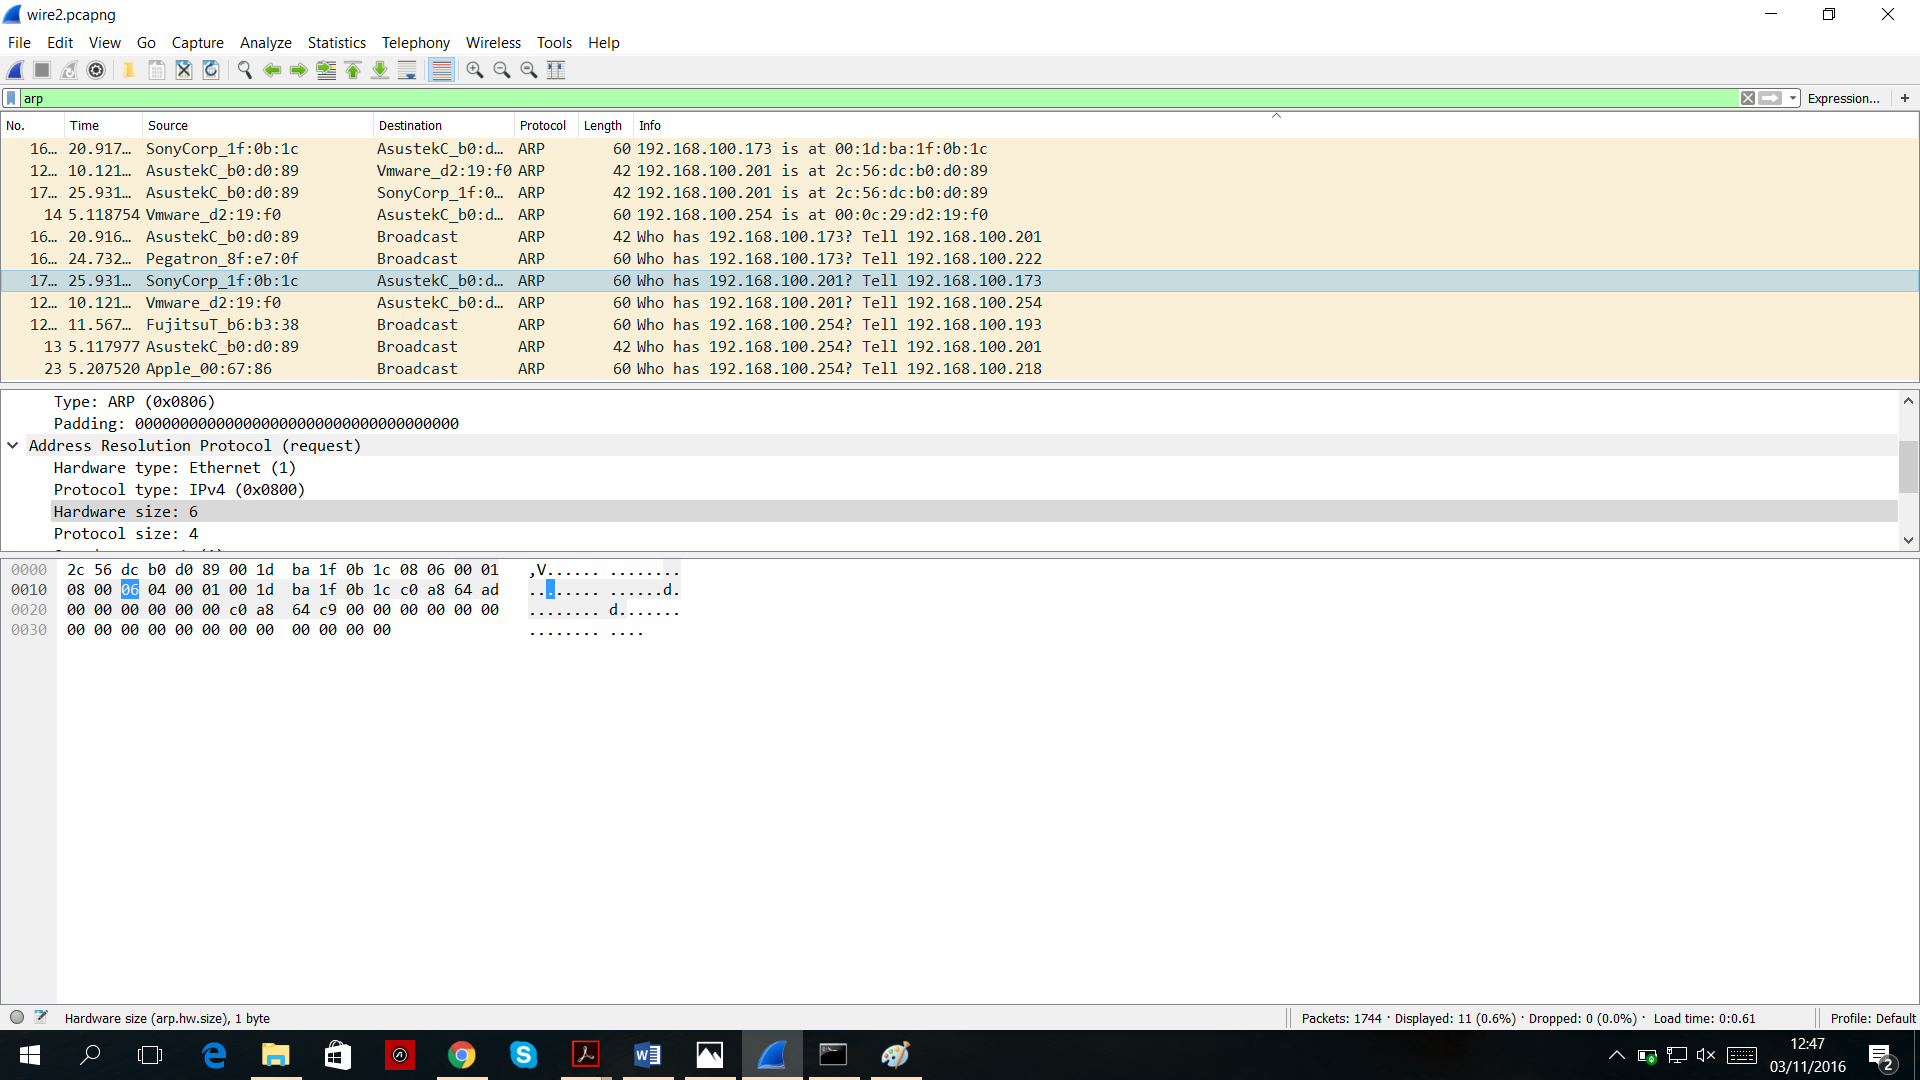 wire2.pcapng
File Edit View Go Capture Analyze Statistics Telephony Wireless Tools Help
arp Expression... +
No. Time Source Destination Protocol Length Info
16… 20.917… SonyCorp_1f:0b:1c AsustekC_b0:d… ARP 60 192.168.100.173 is at 00:1d:ba:1f:0b:1c
12… 10.121… AsustekC_b0:d0:89 Vmware_d2:19:f0 ARP 42 192.168.100.201 is at 2c:56:dc:b0:d0:89
17… 25.931… AsustekC_b0:d0:89 SonyCorp_1f:0… ARP 42 192.168.100.201 is at 2c:56:dc:b0:d0:89
14 5.118754 Vmware_d2:19:f0 AsustekC_b0:d… ARP 60 192.168.100.254 is at 00:0c:29:d2:19:f0
16… 20.916… AsustekC_b0:d0:89 Broadcast ARP 42 Who has 192.168.100.173? Tell 192.168.100.201
16… 24.732… Pegatron_8f:e7:0f Broadcast ARP 60 Who has 192.168.100.173? Tell 192.168.100.222
17… 25.931… SonyCorp_1f:0b:1c AsustekC_b0:d… ARP 60 Who has 192.168.100.201? Tell 192.168.100.173
12… 10.121… Vmware_d2:19:f0 AsustekC_b0:d… ARP 60 Who has 192.168.100.201? Tell 192.168.100.254
12… 11.567… FujitsuT_b6:b3:38 Broadcast ARP 60 Who has 192.168.100.254? Tell 192.168.100.193
13 5.117977 AsustekC_b0:d0:89 Broadcast ARP 42 Who has 192.168.100.254? Tell 192.168.100.201
23 5.207520 Apple_00:67:86 Broadcast ARP 60 Who has 192.168.100.254? Tell 192.168.100.218
Type: ARP (0x0806)
Padding: 000000000000000000000000000000000000
Address Resolution Protocol (request)
Hardware type: Ethernet (1)
Protocol type: IPv4 (0x0800)
Hardware size: 6
Protocol size: 4
0000 2c 56 dc b0 d0 89 00 1d ba 1f 0b 1c 08 06 00 01 ,V...... ........
0010 08 00 06 04 00 01 00 1d ba 1f 0b 1c c0 a8 64 ad ........ ......d.
0020 00 00 00 00 00 00 c0 a8 64 c9 00 00 00 00 00 00 ........ d.......
0030 00 00 00 00 00 00 00 00 00 00 00 00 ........ ....
Hardware size (arp.hw.size), 1 byte Packets: 1744 · Displayed: 11 (0.6%) · Dropped: 0 (0.0%) · Load time: 0:0.61 Profile: Default
12:47
03/11/2016
2